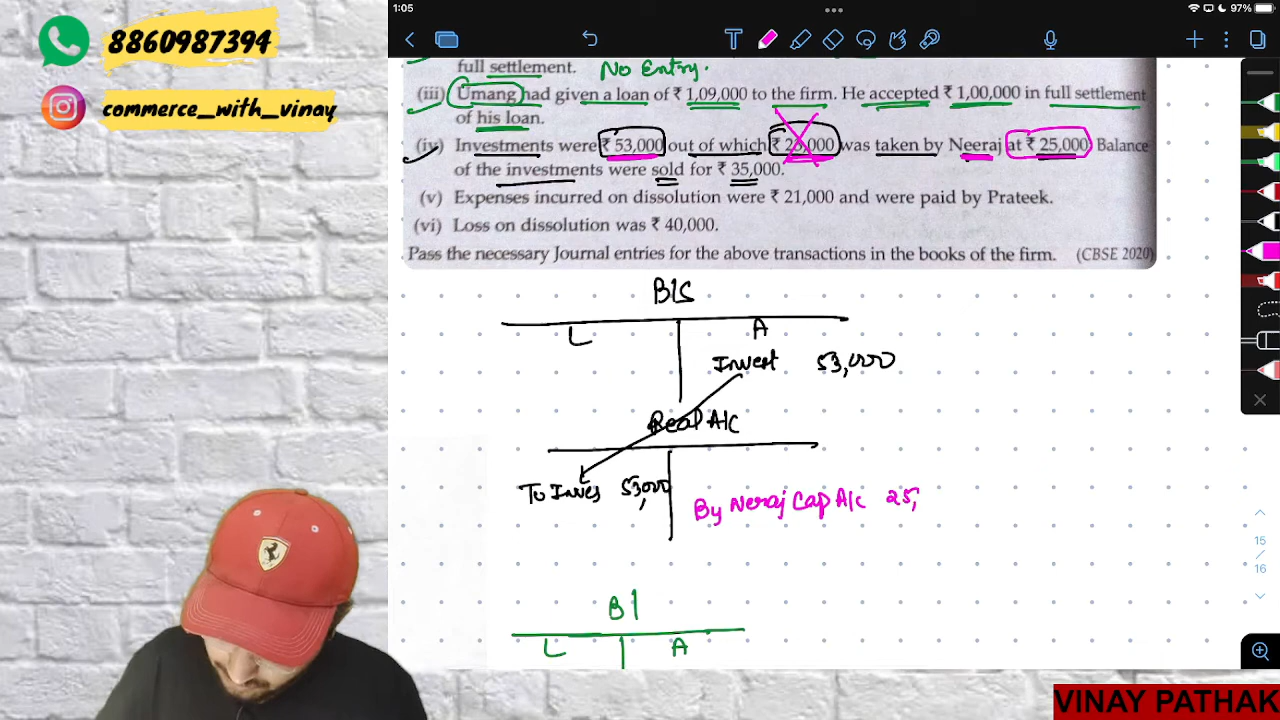 8860987394
commerce_with_vinay
1:05
97%
full settlement. No Entry.
(iii) Umang had given a loan of ₹ 1,09,000 to the firm. He accepted ₹ 1,00,000 in full settlement
of his loan.
(iv) Investments were ₹ 53,000 out of which ₹ 23,000 was taken by Neeraj at ₹ 25,000. Balance
of the investments were sold for ₹ 35,000.
(v) Expenses incurred on dissolution were ₹ 21,000 and were paid by Prateek.
(vi) Loss on dissolution was ₹ 40,000.
Pass the necessary Journal entries for the above transactions in the books of the firm. (CBSE 2020)
B/S
L A
Invest 53,000
Real A/c
To Inves 53,000
By Neraj Cap A/c 25,
15
/
16
B/
L A
VINAY PATHAK